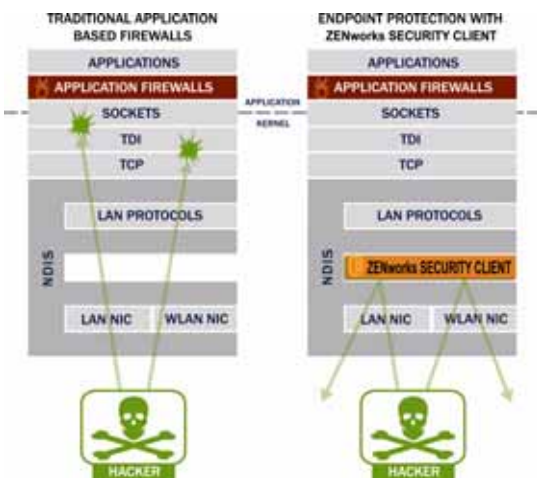 TRADITIONAL APPLICATION
BASED FIREWALLS
APPLICATIONS
APPLICATION FIREWALLS
SOCKETS
TDI
TCP
LAN PROTOCOLS
NDIS
LAN NIC
WLAN NIC
HACKER
APPLICATION
KERNEL
ENDPOINT PROTECTION WITH
ZENworks SECURITY CLIENT
APPLICATIONS
APPLICATION FIREWALLS
SOCKETS
TDI
TCP
LAN PROTOCOLS
NDIS
ZENworks SECURITY CLIENT
LAN NIC
WLAN NIC
HACKER